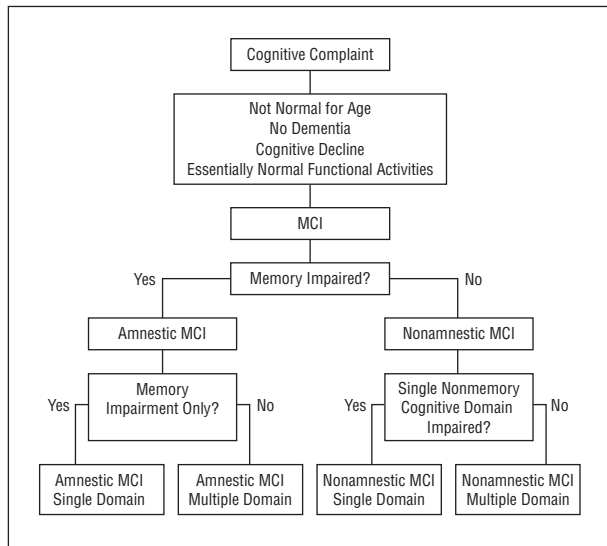 Cognitive Complaint
Not Normal for Age
No Dementia
Cognitive Decline
Essentially Normal Functional Activities
MCI
Yes
Memory Impaired?
No
Amnestic MCI
Nonamnestic MCI
Yes
Memory
Impairment Only?
No
Yes
Single Nonmemory
Cognitive Domain
Impaired?
No
Amnestic MCI
Single Domain
Amnestic MCI
Multiple Domain
Nonamnestic MCI
Single Domain
Nonamnestic MCI
Multiple Domain